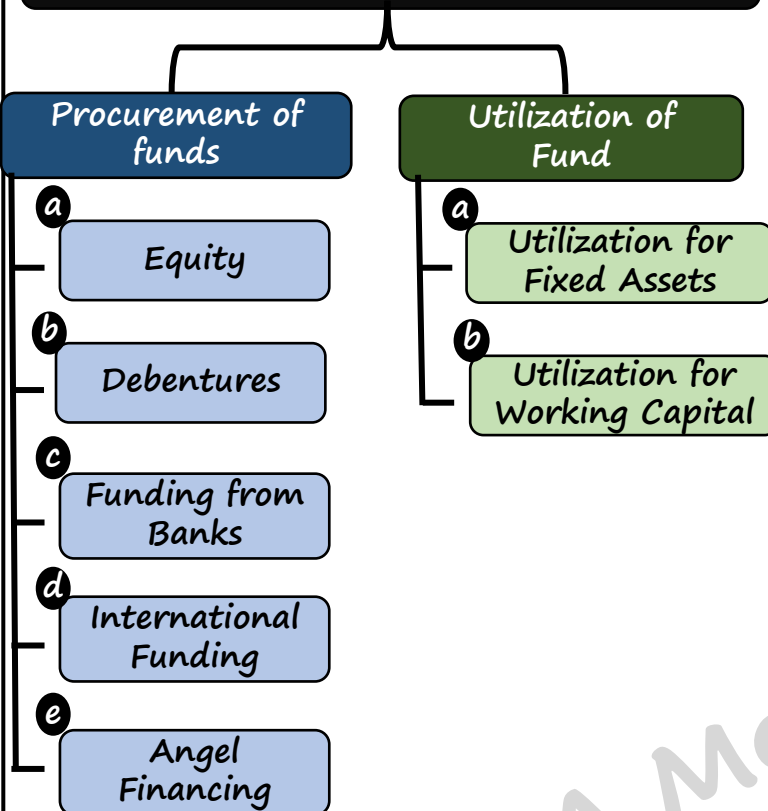 Procurement of
funds
a
Equity
b
Debentures
c
Funding from
Banks
d
International
Funding
e
Angel
Financing
Utilization of
Fund
a
Utilization for
Fixed Assets
b
Utilization for
Working Capital